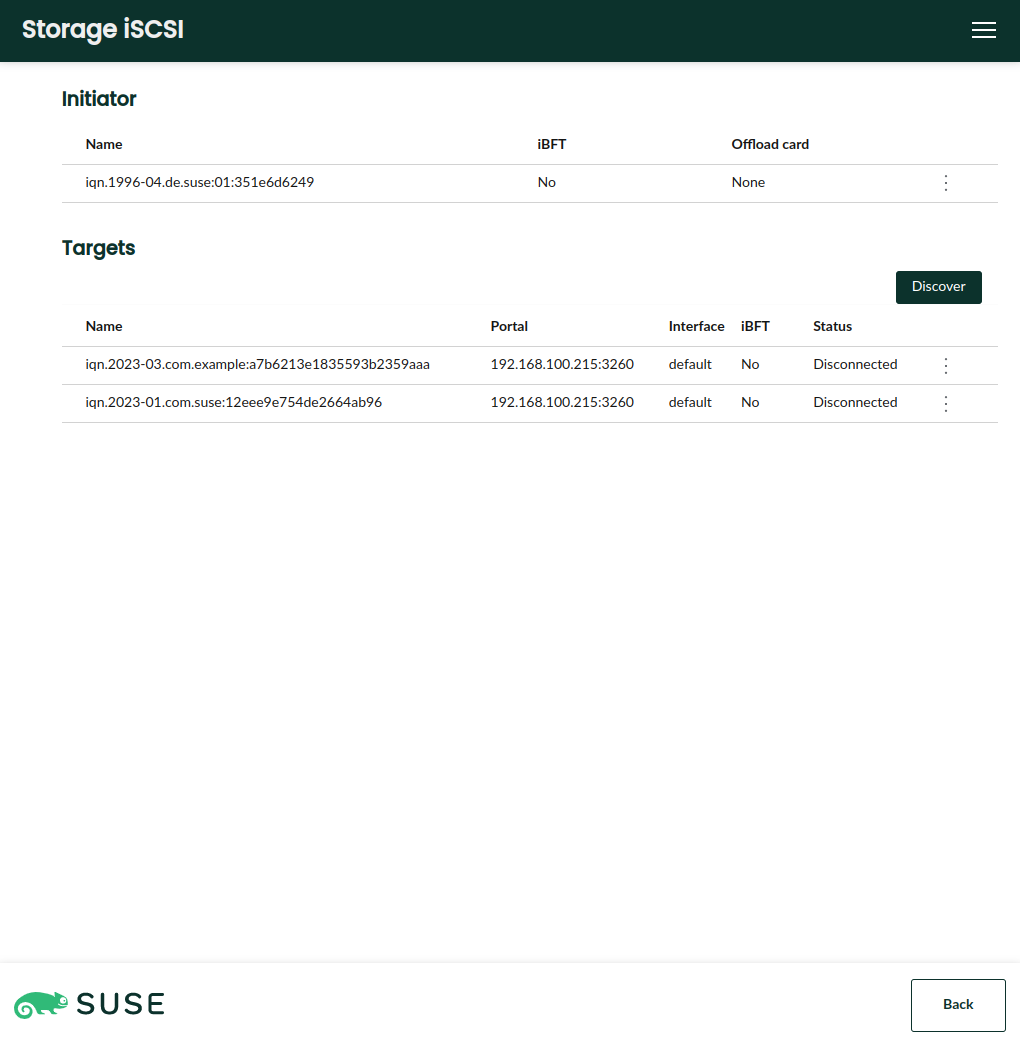 Storage iSCSI
Initiator
Name iBFT Offload card
iqn.1996-04.de.suse:01:351e6d6249 No None
Targets
Discover
Name Portal Interface iBFT Status
iqn.2023-03.com.example:a7b6213e1835593b2359aaa 192.168.100.215:3260 default No Disconnected
iqn.2023-01.com.suse:12eee9e754de2664ab96 192.168.100.215:3260 default No Disconnected
SUSE Back